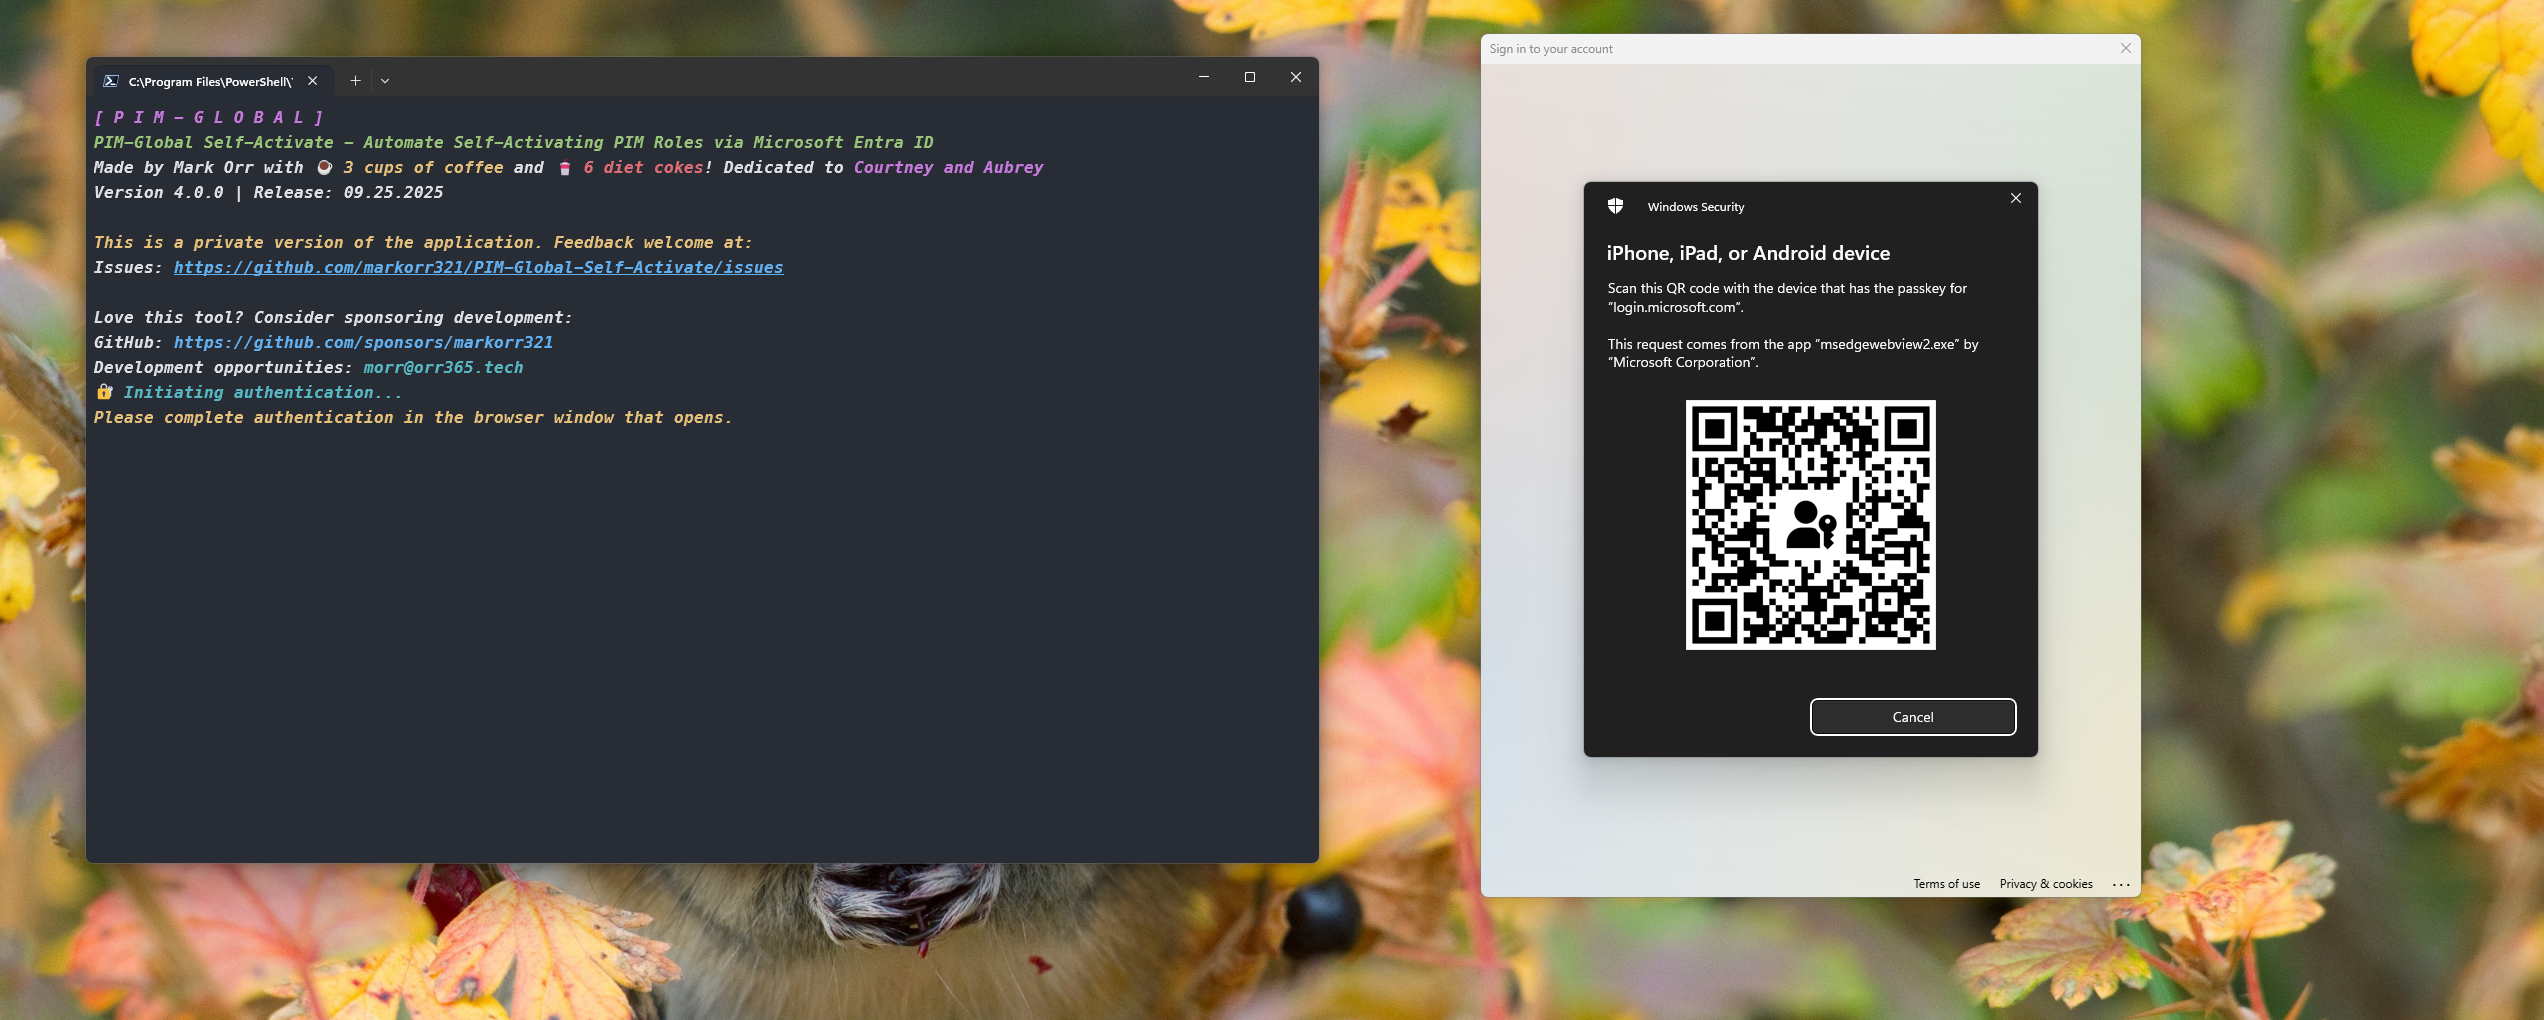 C:\Program Files\PowerShell\
[ P I M – G L O B A L ]
PIM–Global Self–Activate – Automate Self–Activating PIM Roles via Microsoft Entra ID
Made by Mark Orr with ☕ 3 cups of coffee and 🥤 6 diet cokes! Dedicated to Courtney and Aubrey
Version 4.0.0 | Release: 09.25.2025
This is a private version of the application. Feedback welcome at:
Issues: https://github.com/markorr321/PIM–Global–Self–Activate/issues
Love this tool? Consider sponsoring development:
GitHub: https://github.com/sponsors/markorr321
Development opportunities: morr@orr365.tech
🔐 Initiating authentication...
Please complete authentication in the browser window that opens.
Sign in to your account
Windows Security
iPhone, iPad, or Android device
Scan this QR code with the device that has the passkey for
"login.microsoft.com".
This request comes from the app "msedgewebview2.exe" by
"Microsoft Corporation".
Cancel
Terms of use
Privacy & cookies
...